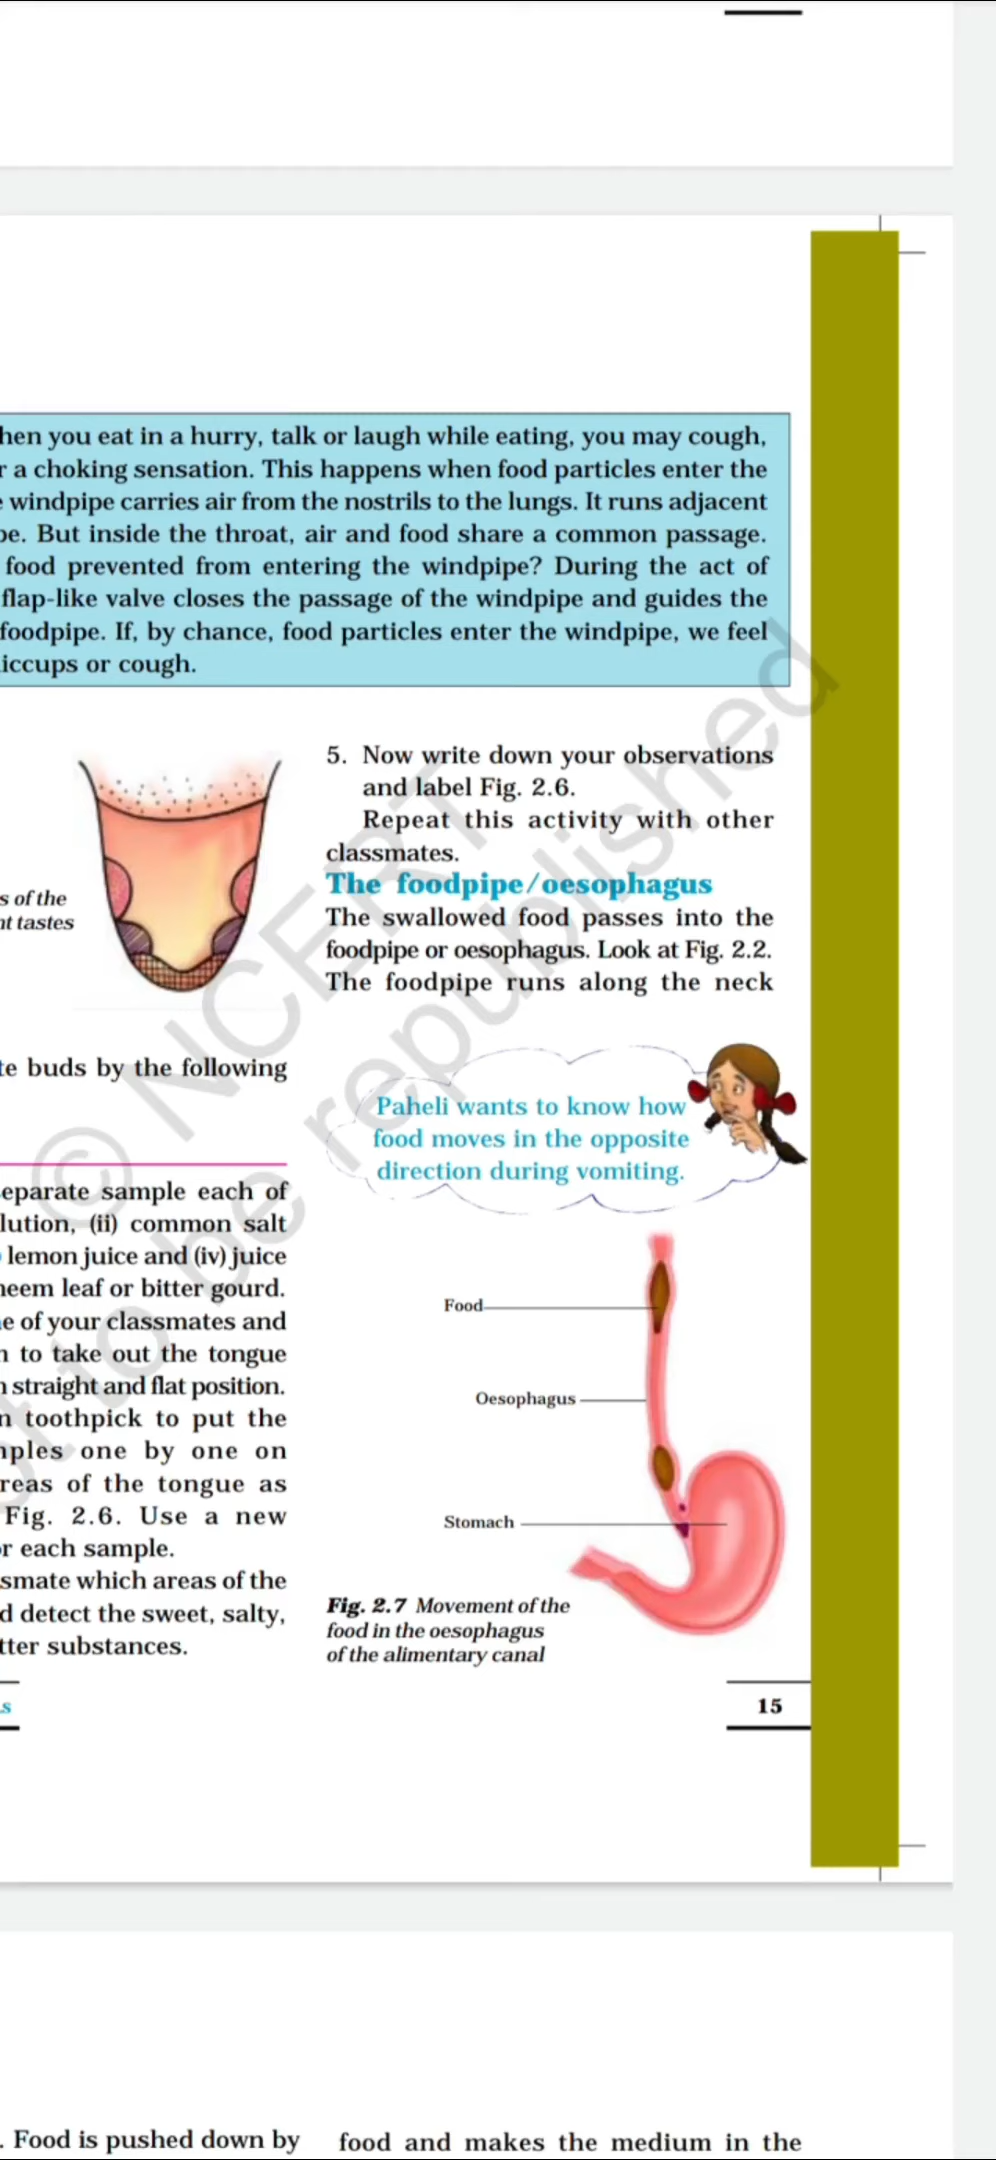 hen you eat in a hurry, talk or laugh while eating, you may cough,
a choking sensation. This happens when food particles enter the
windpipe carries air from the nostrils to the lungs. It runs adjacent
But inside the throat, air and food share a common passage.
food prevented from entering the windpipe? During the act of
flap-like valve closes the passage of the windpipe and guides the
foodpipe. If, by chance, food particles enter the windpipe, we feel
iccups or cough.
s of the
nt tastes
te buds by the following
eparate sample each of
lution, (ii) common salt
lemon juice and (iv) juice
neem leaf or bitter gourd.
e of your classmates and
to take out the tongue
straight and flat position.
n toothpick to put the
mples one by one on
reas of the tongue as
Fig. 2.6. Use a new
r each sample.
smate which areas of the
d detect the sweet, salty,
tter substances.
s
5. Now write down your observations
and label Fig. 2.6.
Repeat this activity with other
classmates.
The foodpipe/oesophagus
The swallowed food passes into the
foodpipe or oesophagus. Look at Fig. 2.2.
The foodpipe runs along the neck
Paheli wants to know how
food moves in the opposite
direction during vomiting.
Food
Oesophagus
Stomach
Fig. 2.7 Movement of the
food in the oesophagus
of the alimentary canal
15
© NCERT
not to be republished
. Food is pushed down by
food and makes the medium in the